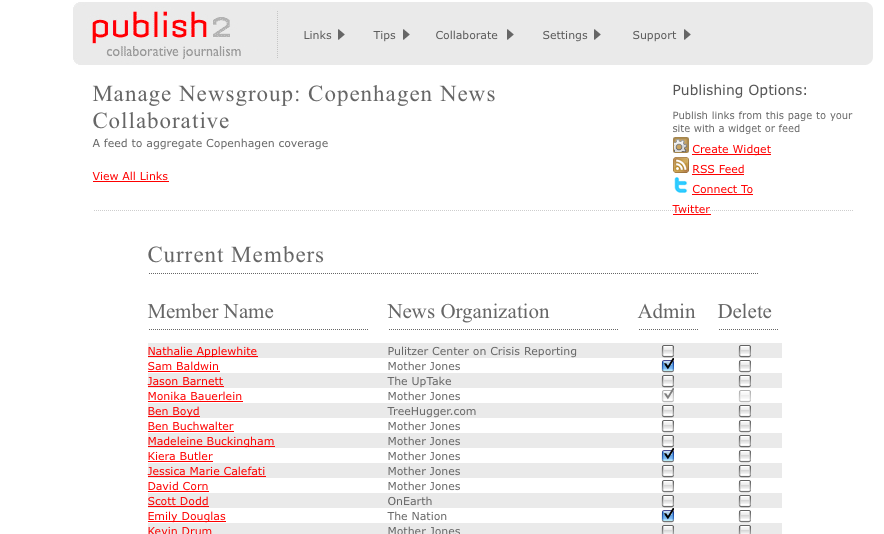 publish2
collaborative journalism
Links Tips Collaborate Settings Support
Manage Newsgroup: Copenhagen News
Collaborative
A feed to aggregate Copenhagen coverage
View All Links
Publishing Options:
Publish links from this page to your
site with a widget or feed
Create Widget
RSS Feed
Connect To
Twitter
Current Members
Member Name News Organization Admin Delete
Nathalie Applewhite Pulitzer Center on Crisis Reporting
Sam Baldwin Mother Jones
Jason Barnett The UpTake
Monika Bauerlein Mother Jones
Ben Boyd TreeHugger.com
Ben Buchwalter Mother Jones
Madeleine Buckingham Mother Jones
Kiera Butler Mother Jones
Jessica Marie Calefati Mother Jones
David Corn Mother Jones
Scott Dodd OnEarth
Emily Douglas The Nation
Kevin Drum Mother Jones